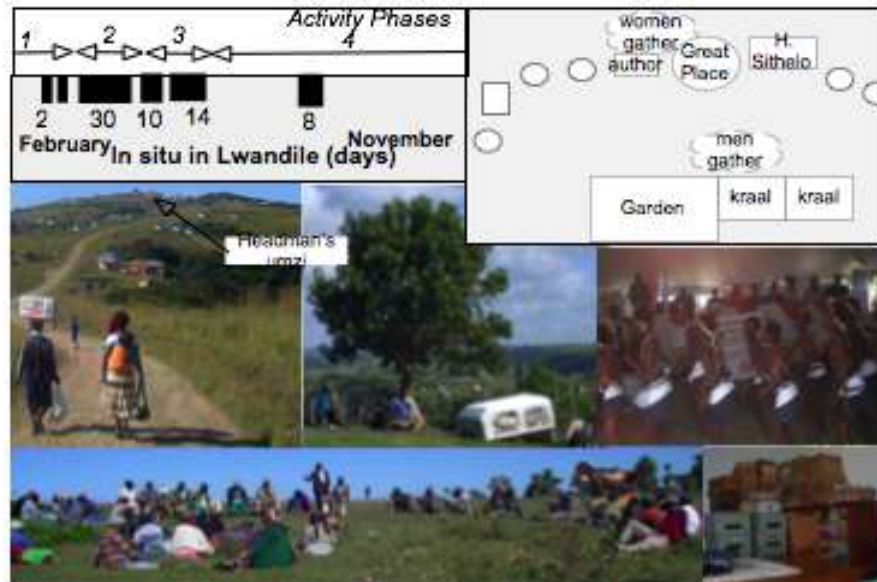 Activity Phases
1 2 3 4
2 30 10 14 8
February November
In situ in Lwandile (days)
women
gather
author
Great
Place
H.
Sithelo
men
gather
Garden
kraal
kraal
Headman's
umzi